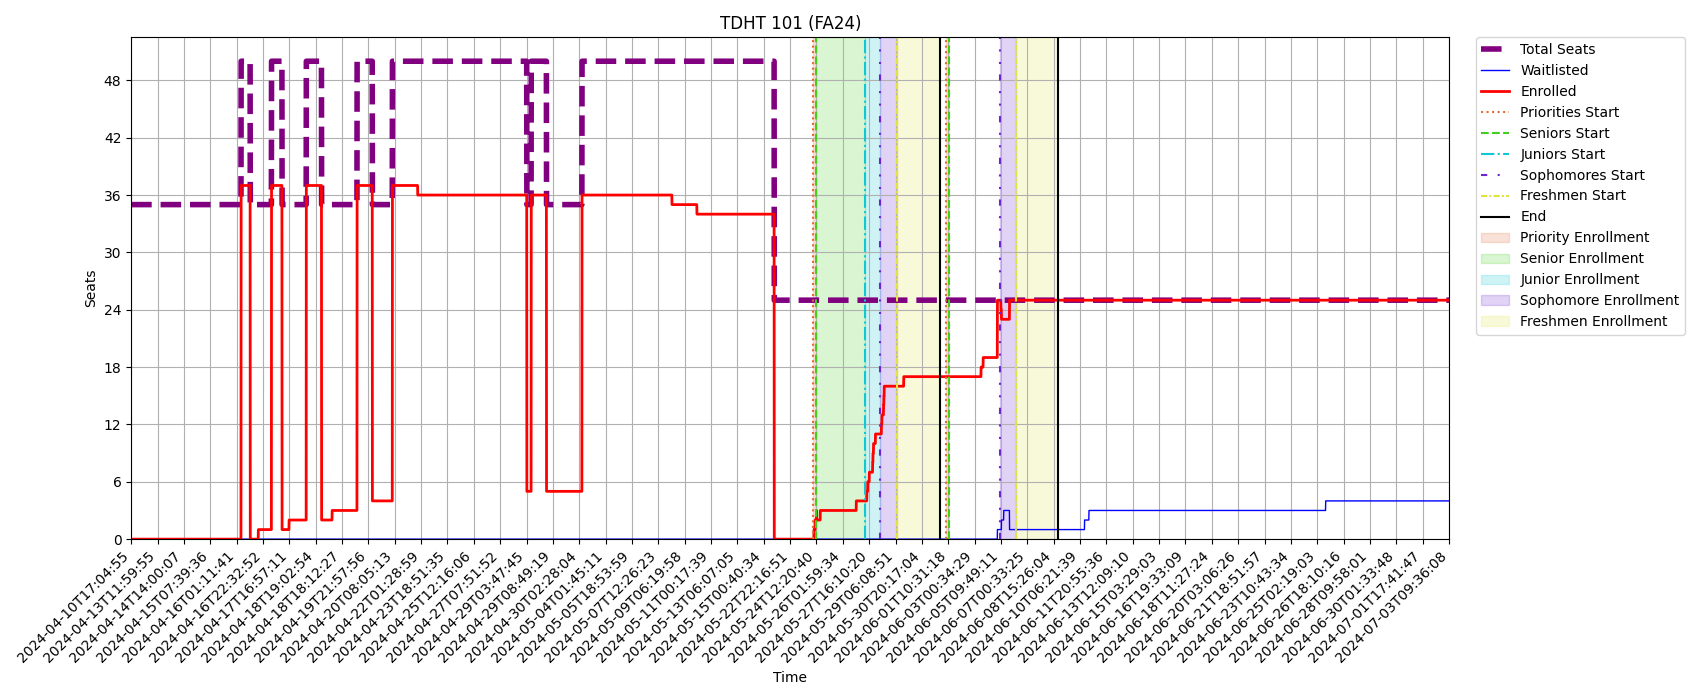 TDHT 101 (FA24)
Total Seats
Waitlisted
Enrolled
Priorities Start
Seniors Start
Juniors Start
Sophomores Start
Freshmen Start
End
Priority Enrollment
Senior Enrollment
Junior Enrollment
Sophomore Enrollment
Freshmen Enrollment
Seats
48
42
36
30
24
18
12
6
0
2024-04-10T17:04:55
2024-04-13T11:59:55
2024-04-14T14:00:07
2024-04-15T07:39:36
2024-04-16T01:11:41
2024-04-16T22:32:52
2024-04-17T16:57:11
2024-04-18T19:02:54
2024-04-18T18:12:27
2024-04-19T21:57:56
2024-04-20T08:05:13
2024-04-22T01:28:59
2024-04-23T18:51:35
2024-04-25T12:16:06
2024-04-27T07:51:52
2024-04-29T03:47:45
2024-04-29T08:49:19
2024-04-30T02:28:04
2024-05-04T01:45:11
2024-05-05T18:53:59
2024-05-07T12:26:23
2024-05-09T06:19:58
2024-05-11T00:17:39
2024-05-13T06:07:05
2024-05-15T00:40:34
2024-05-22T22:16:51
2024-05-24T12:20:40
2024-05-26T01:59:34
2024-05-27T16:10:20
2024-05-29T06:08:51
2024-05-30T20:17:04
2024-06-01T10:31:18
2024-06-03T00:34:29
2024-06-05T09:49:11
2024-06-07T00:33:25
2024-06-08T15:26:04
2024-06-10T06:21:39
2024-06-11T20:55:36
2024-06-13T12:09:10
2024-06-15T03:29:03
2024-06-16T19:33:09
2024-06-18T11:27:24
2024-06-20T03:06:26
2024-06-21T18:51:57
2024-06-23T10:43:34
2024-06-25T02:19:03
2024-06-26T18:10:16
2024-06-28T09:58:01
2024-06-30T01:33:48
2024-07-01T17:41:47
2024-07-03T09:36:08
Time